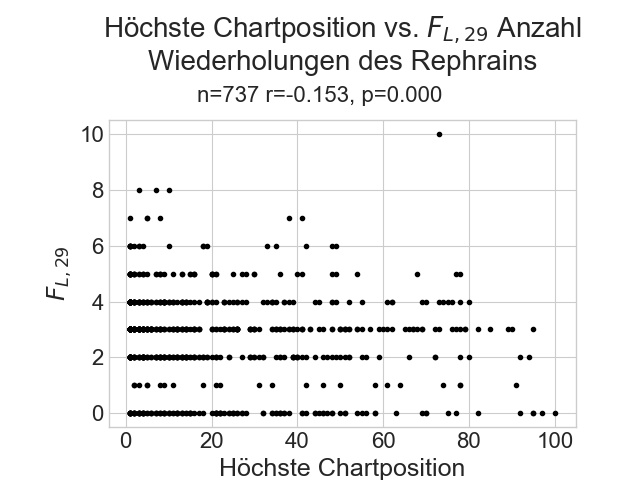 Höchste Chartposition vs. F_{L,29} Anzahl
Wiederholungen des Rephrains
n=737 r=-0.153, p=0.000
10
8
6
4
2
0
F_{L,29}
0 20 40 60 80 100
Höchste Chartposition